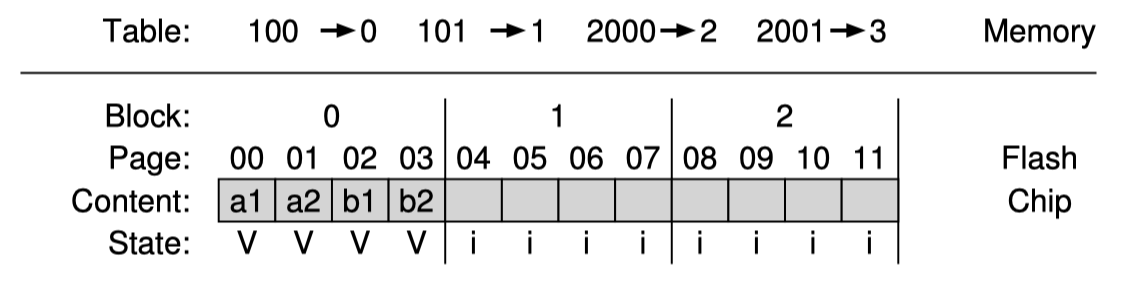 Table: 100 →0 101 →1 2000→2 2001→3 Memory
Block: 0 1 2
Page: 00 01 02 03 04 05 06 07 08 09 10 11 Flash
Content: a1 a2 b1 b2 Chip
State: V V V V i i i i i i i i